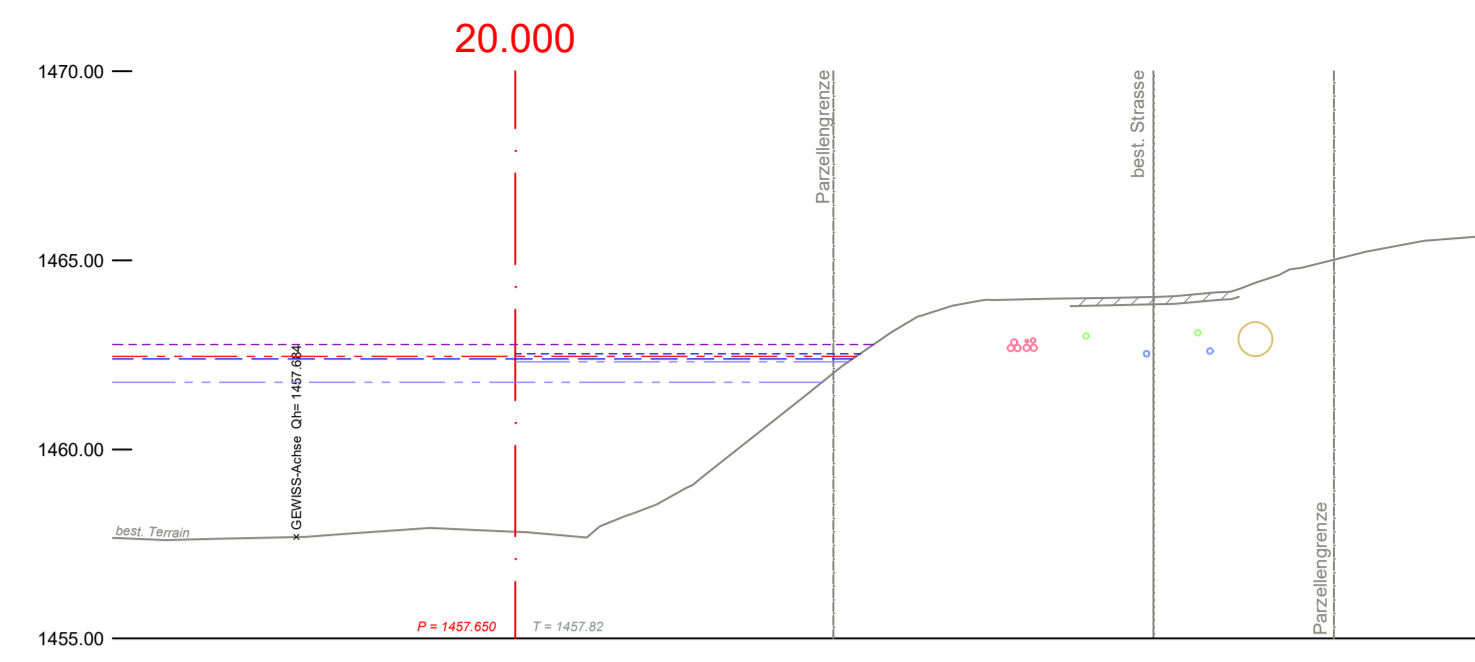 20.000
1470.00
Parzellengrenze
best. Strasse
1465.00
× GEWISS-Achse Qh= 1457.684
1460.00
best. Terrain
Parzellengrenze
P = 1457.650
T = 1457.82
1455.00